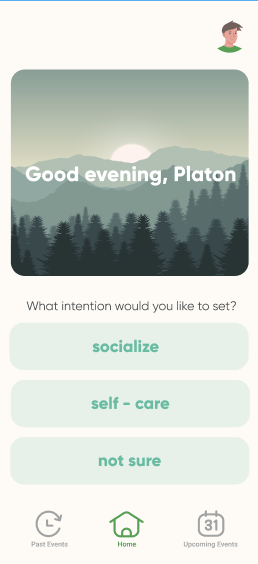 Good evening, Platon
What intention would you like to set?
socialize
self - care
not sure
31
Past Events
Home
Upcoming Events